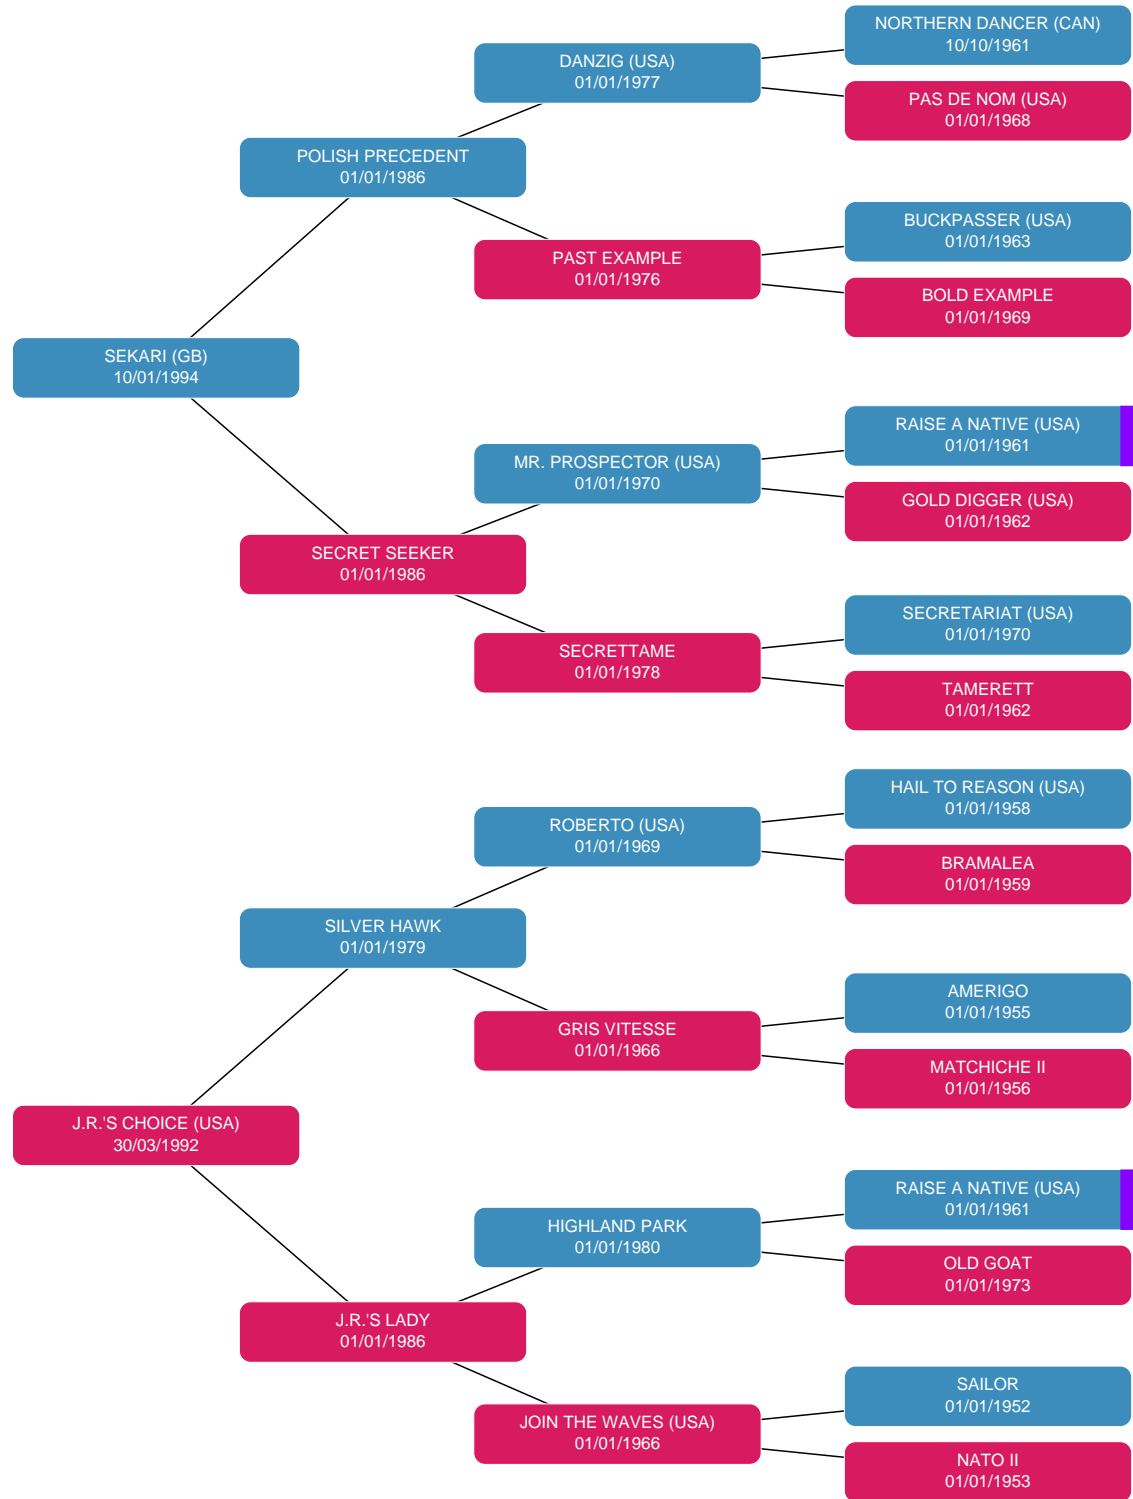 NORTHERN DANCER (CAN)
10/10/1961
DANZIG (USA)
01/01/1977
PAS DE NOM (USA)
01/01/1968
POLISH PRECEDENT
01/01/1986
BUCKPASSER (USA)
01/01/1963
PAST EXAMPLE
01/01/1976
BOLD EXAMPLE
01/01/1969
SEKARI (GB)
10/01/1994
RAISE A NATIVE (USA)
01/01/1961
MR. PROSPECTOR (USA)
01/01/1970
GOLD DIGGER (USA)
01/01/1962
SECRET SEEKER
01/01/1986
SECRETARIAT (USA)
01/01/1970
SECRETTAME
01/01/1978
TAMERETT
01/01/1962
HAIL TO REASON (USA)
01/01/1958
ROBERTO (USA)
01/01/1969
BRAMALEA
01/01/1959
SILVER HAWK
01/01/1979
AMERIGO
01/01/1955
GRIS VITESSE
01/01/1966
MATCHICHE II
01/01/1956
J.R.'S CHOICE (USA)
30/03/1992
RAISE A NATIVE (USA)
01/01/1961
HIGHLAND PARK
01/01/1980
OLD GOAT
01/01/1973
J.R.'S LADY
01/01/1986
SAILOR
01/01/1952
JOIN THE WAVES (USA)
01/01/1966
NATO II
01/01/1953